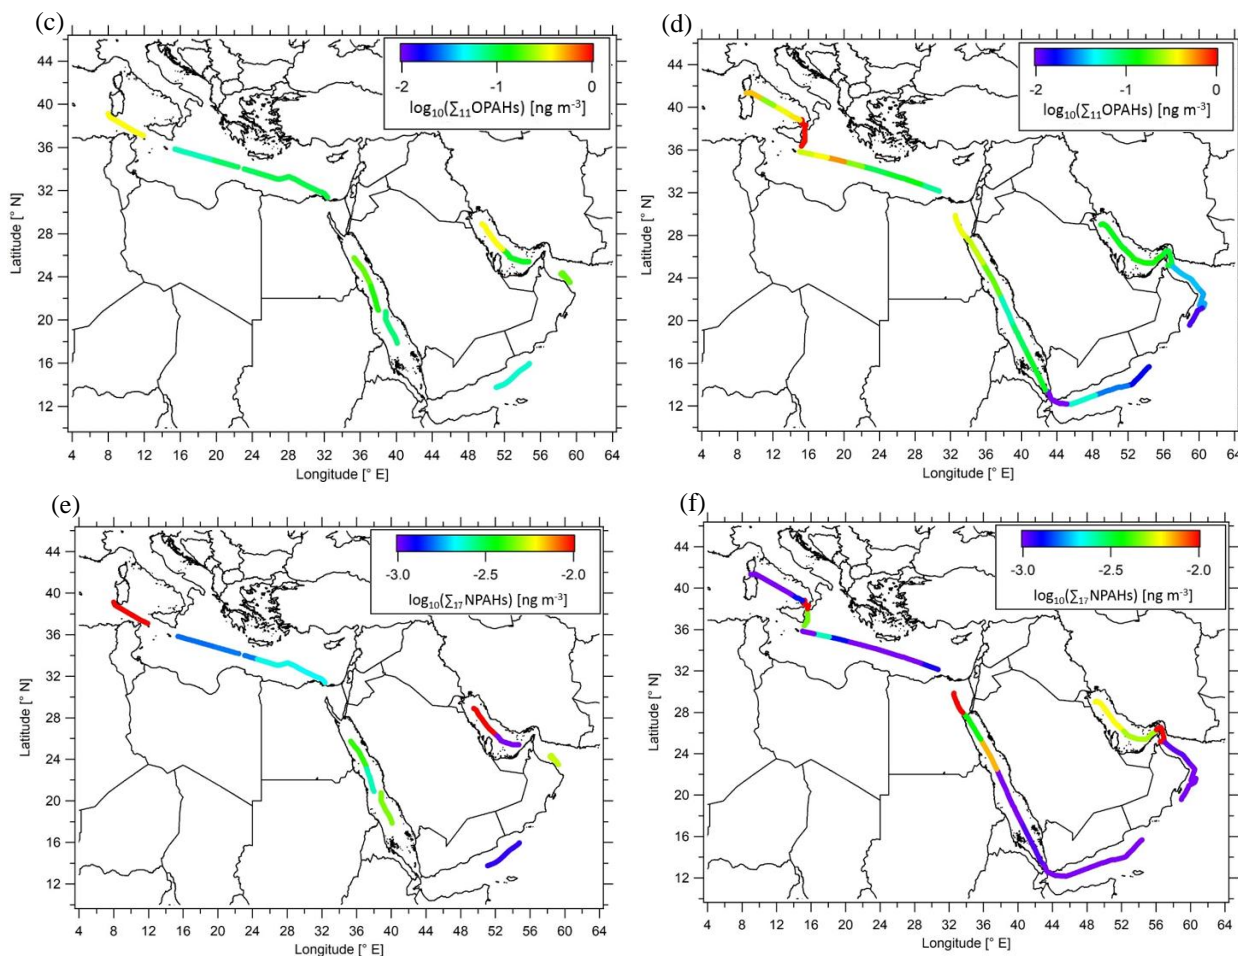 (c)
44
40
36
32
28
24
20
16
12
Latitude [° N]
-2
-1
0
log₁₀(∑₁₁OPAHs) [ng m⁻³]
4 8 12 16 20 24 28 32 36 40 44 48 52 56 60 64
Longitude [° E]
(d)
44
40
36
32
28
24
20
16
12
Latitude [° N]
-2
-1
0
log₁₀(∑₁₁OPAHs) [ng m⁻³]
4 8 12 16 20 24 28 32 36 40 44 48 52 56 60 64
Longitude [° E]
(e)
44
40
36
32
28
24
20
16
12
Latitude [° N]
-3.0
-2.5
-2.0
log₁₀(∑₁₇NPAHs) [ng m⁻³]
4 8 12 16 20 24 28 32 36 40 44 48 52 56 60 64
Longitude [° E]
(f)
44
40
36
32
28
24
20
16
12
Latitude [° N]
-3.0
-2.5
-2.0
log₁₀(∑₁₇NPAHs) [ng m⁻³]
4 8 12 16 20 24 28 32 36 40 44 48 52 56 60 64
Longitude [° E]